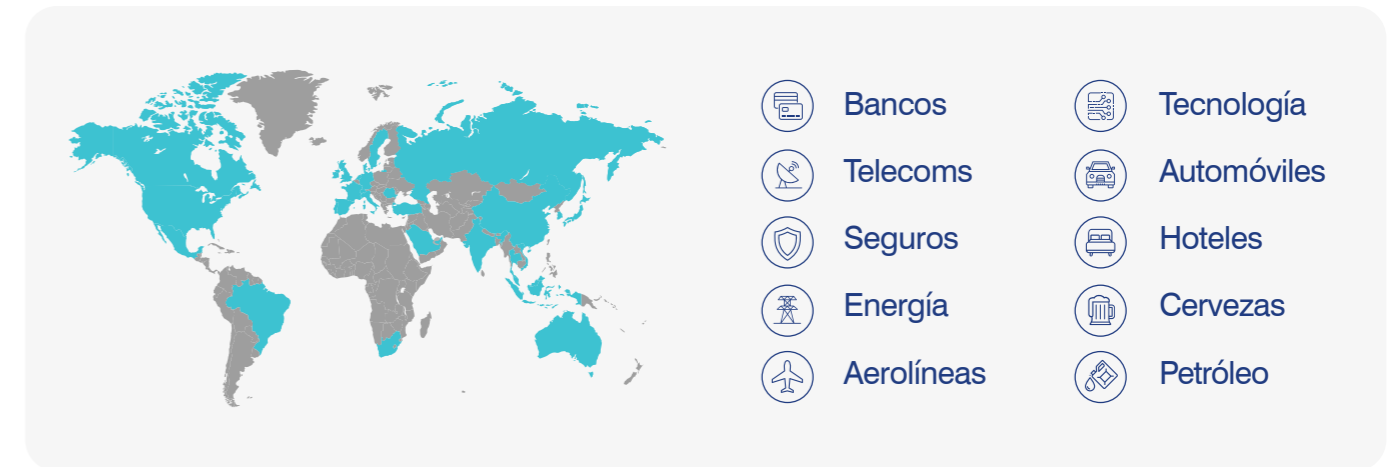 Bancos
Telecoms
Seguros
Energía
Aerolíneas
Tecnología
Automóviles
Hoteles
Cervezas
Petróleo